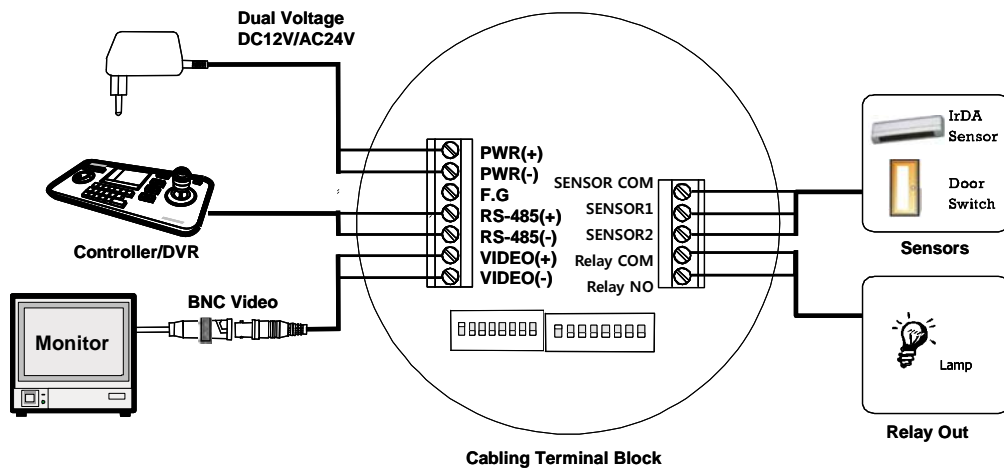 Dual Voltage
DC12V/AC24V
Controller/DVR
BNC Video
Monitor
PWR(+)
PWR(-)
F.G
RS-485(+)
RS-485(-)
VIDEO(+)
VIDEO(-)
SENSOR COM
SENSOR1
SENSOR2
Relay COM
Relay NO
IrDA
Sensor
Door
Switch
Sensors
Lamp
Relay Out
Cabling Terminal Block